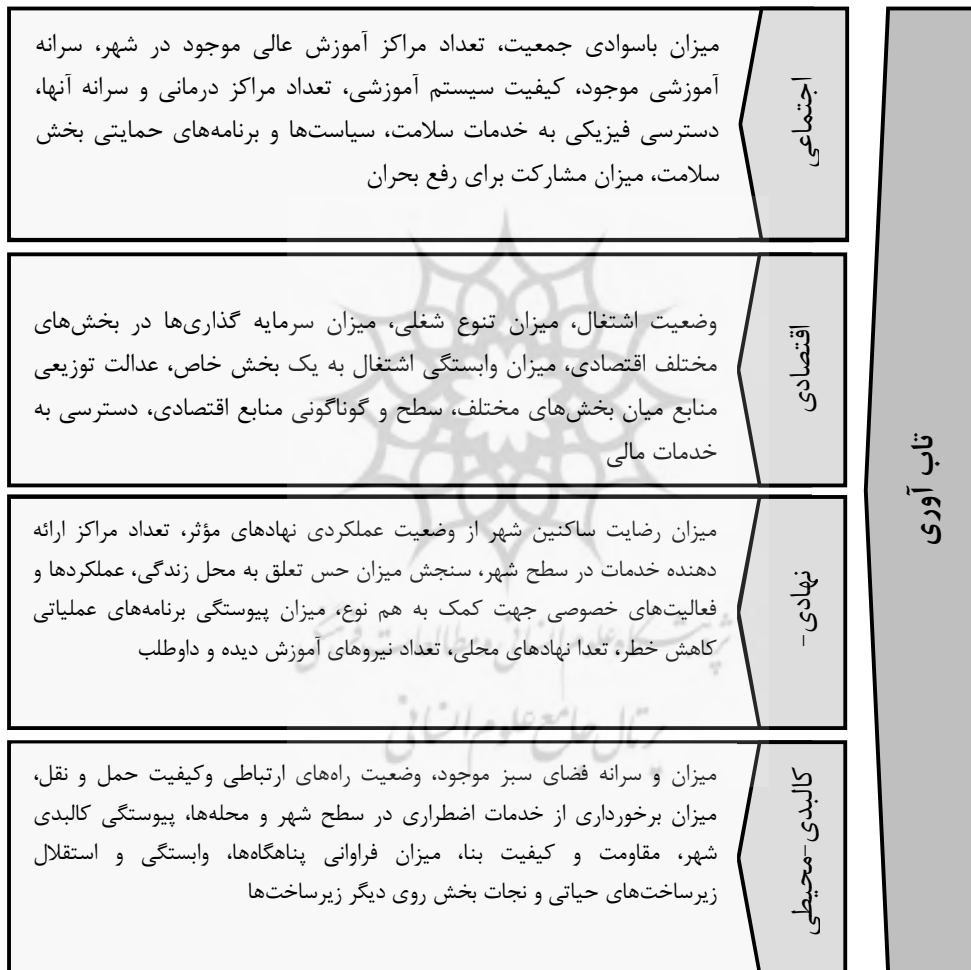 تاب آوری
اجتماعی
میزان باسوادی جمعیت، تعداد مراکز آموزش عالی موجود در شهر، سرانه
آموزشی موجود، کیفیت سیستم آموزشی، تعداد مراکز درمانی و سرانه آنها،
دسترسی فیزیکی به خدمات سلامت، سیاست‌ها و برنامه‌های حمایتی بخش
سلامت، میزان مشارکت برای رفع بحران
اقتصادی
وضعیت اشتغال، میزان تنوع شغلی، میزان سرمایه گذاری‌ها در بخش‌های
مختلف اقتصادی، میزان وابستگی اشتغال به یک بخش خاص، عدالت توزیعی
منابع میان بخش‌های مختلف، سطح و گوناگونی منابع اقتصادی، دسترسی به
خدمات مالی
نهادی-
میزان رضایت ساکنین شهر از وضعیت عملکردی نهادهای مؤثر، تعداد مراکز ارائه
دهنده خدمات در سطح شهر، سنجش میزان حس تعلق به محل زندگی، عملکردها و
فعالیت‌های خصوصی جهت کمک به هم نوع، میزان پیوستگی برنامه‌های عملیاتی
کاهش خطر، تعدا نهادهای محلی، تعداد نیروهای آموزش دیده و داوطلب
پژوهشگاه علوم انسانی و مطالعات فرهنگی
پرتال جامع علوم انسانی
کالبدی-محیطی
میزان و سرانه فضای سبز موجود، وضعیت راه‌های ارتباطی وکیفیت حمل و نقل،
میزان برخورداری از خدمات اضطراری در سطح شهر و محله‌ها، پیوستگی کالبدی
شهر، مقاومت و کیفیت بنا، میزان فراوانی پناهگاه‌ها، وابستگی و استقلال
زیرساخت‌های حیاتی و نجات بخش روی دیگر زیرساخت‌ها